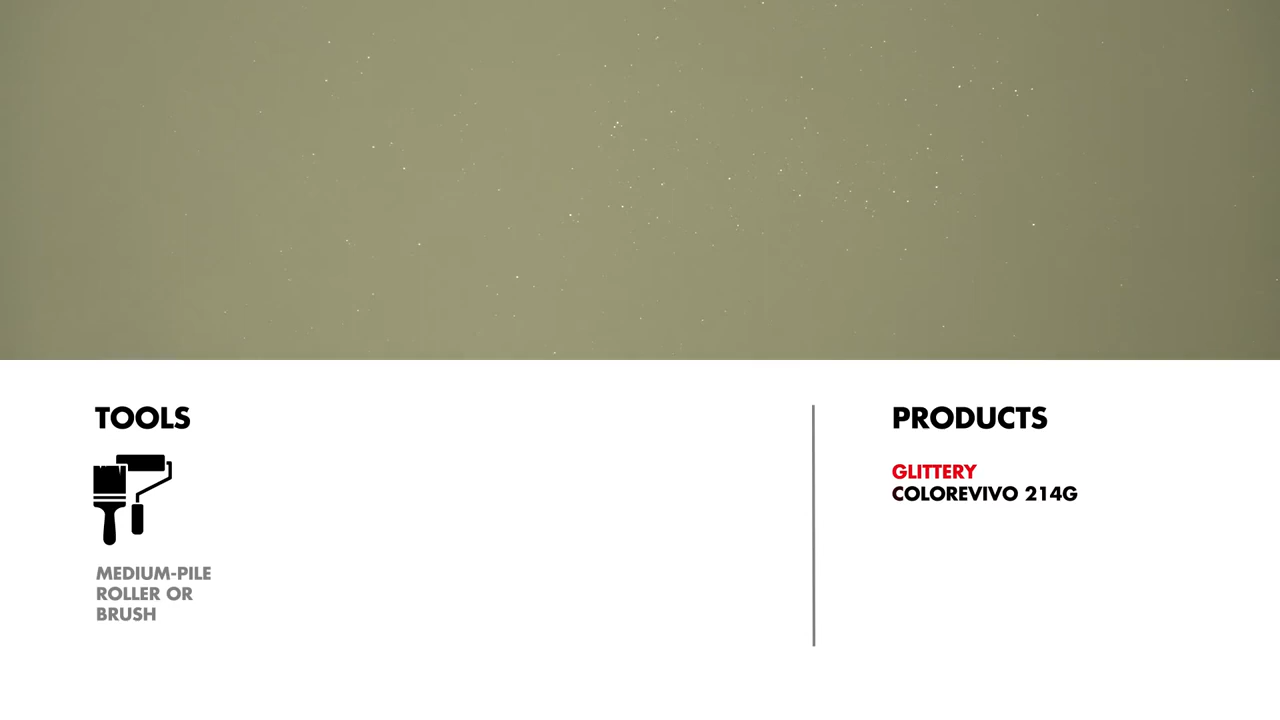 TOOLS
MEDIUM-PILE
ROLLER OR
BRUSH
PRODUCTS
GLITTERY
COLOREVIVO 214G